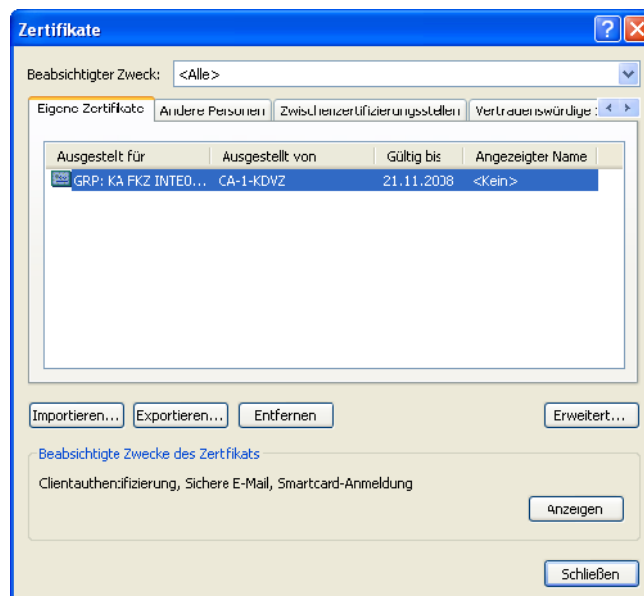 Zertifikate
Beabsichtigter Zweck: <Alle>
Eigene Zertifikate Andere Personen Zwischenzertifizierungsstellen Vertrauenswürdige
Ausgestellt für Ausgestellt von Gültig bis Angezeigter Name
GRP: KA FKZ INTE0... CA-1-KDVZ 21.11.2008 <Kein>
Importieren... Exportieren... Entfernen Erweitert...
Beabsichtigte Zwecke des Zertifikats
Clientauthentifizierung, Sichere E-Mail, Smartcard-Anmeldung
Anzeigen
Schließen